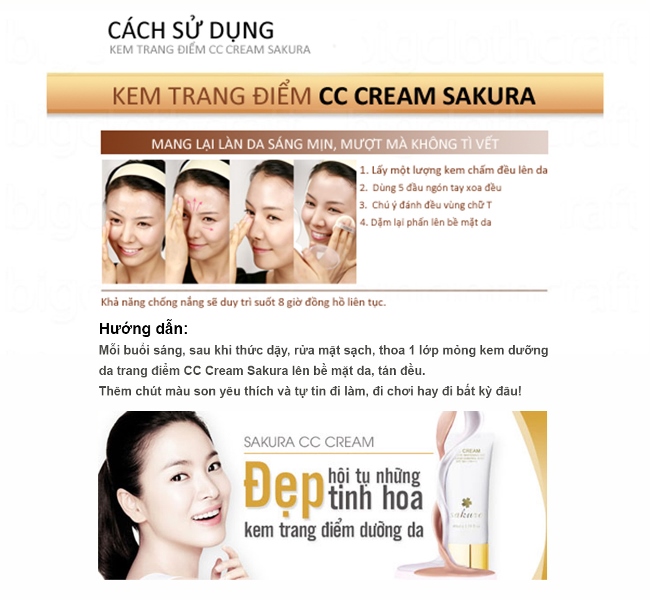 CÁCH SỬ DỤNG
KEM TRANG ĐIỂM CC CREAM SAKURA
KEM TRANG ĐIỂM CC CREAM SAKURA
MANG LẠI LÀN DA SÁNG MỊN, MƯỢT MÀ KHÔNG TÌ VẾT
1. Lấy một lượng kem chấm đều lên da
2. Dùng 5 đầu ngón tay xoa đều
3. Chú ý đánh đều vùng chữ T
4. Dặm lại phấn lên bề mặt da
Khả năng chống nắng sẽ duy trì suốt 8 giờ đồng hồ liên tục.
Hướng dẫn:
Mỗi buổi sáng, sau khi thức dậy, rửa mặt sạch, thoa 1 lớp mỏng kem dưỡng
da trang điểm CC Cream Sakura lên bề mặt da, tán đều.
Thêm chút màu son yêu thích và tự tin đi làm, đi chơi hay đi bất kỳ đâu!
SAKURA CC CREAM
Đẹp hội tụ những
tinh hoa
kem trang điểm dưỡng da
CREAM
sakura